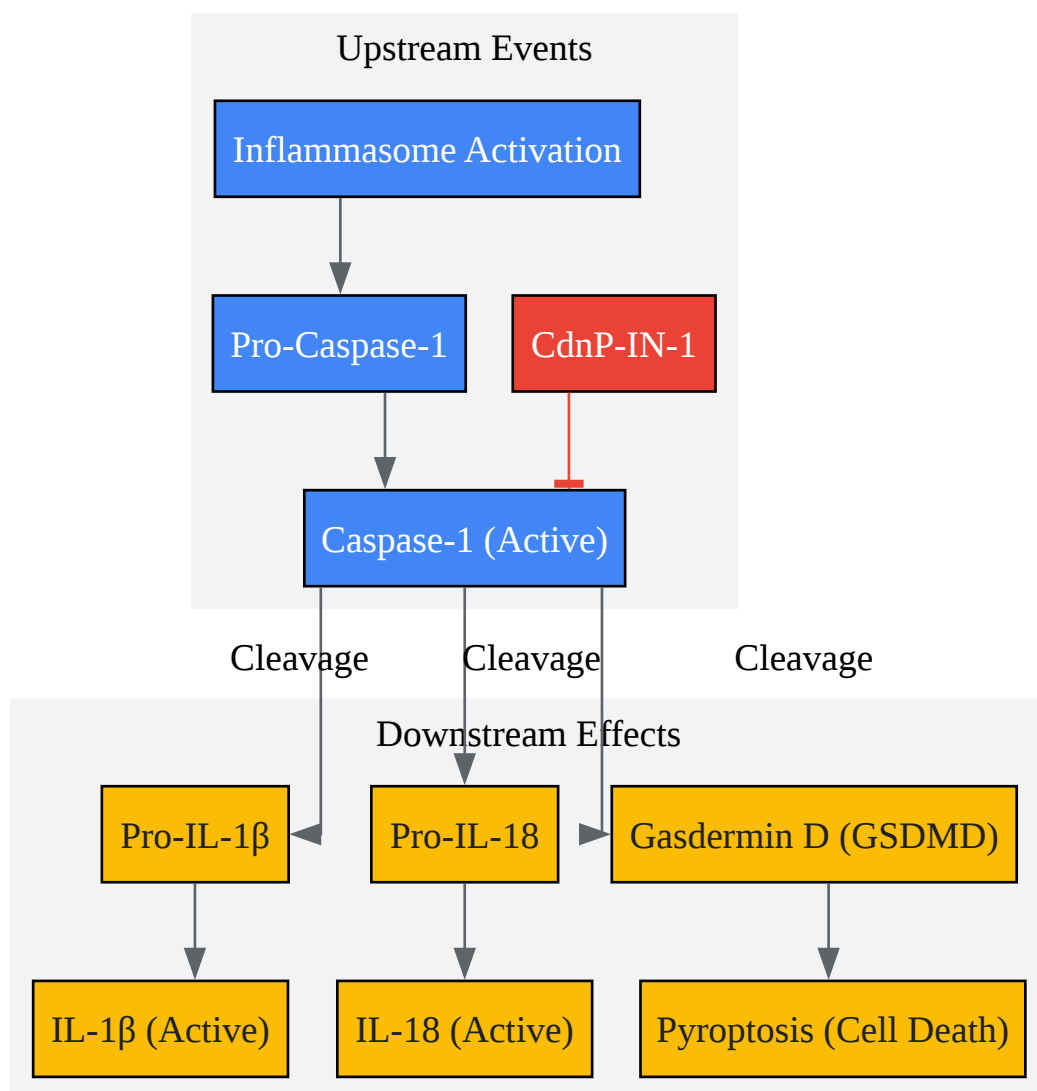 Upstream Events
Inflammasome Activation
Pro-Caspase-1
CdnP-IN-1
Caspase-1 (Active)
Cleavage
Cleavage
Cleavage
Downstream Effects
Pro-IL-1β
Pro-IL-18
Gasdermin D (GSDMD)
IL-1β (Active)
IL-18 (Active)
Pyroptosis (Cell Death)